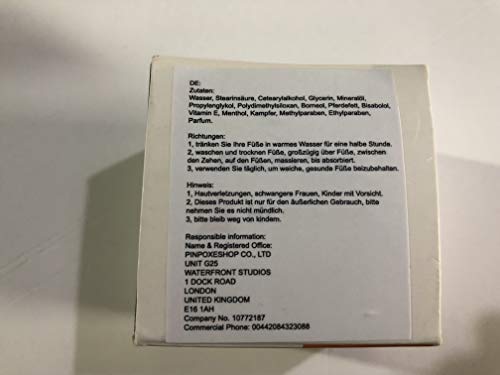 DE:
Zutaten:
Wasser, Stearinsäure, Cetearylalkohol, Glycerin, Mineralöl,
Propylenglykol, Polydimethylsiloxan, Borneol, Pferdefett, Bisabolol,
Vitamin E, Menthol, Kampfer, Methylparaben, Ethylparaben,
Parfum.
Richtungen:
1, tränken Sie Ihre Füße in warmes Wasser für eine halbe Stunde.
2, waschen und trocknen Füße, großzügig über Füße, zwischen
den Zehen, auf den Füßen, massieren, bis absorbiert.
3, verwenden Sie täglich, um weiche, gesunde Füße beizubehalten.
Hinweis:
1, Hautverletzungen, schwangere Frauen, Kinder mit Vorsicht.
2, Dieses Produkt ist nur für den äußerlichen Gebrauch, bitte
nehmen Sie es nicht mündlich.
3, bitte bleib weg von kindern.
Responsible information:
Name & Registered Office:
PINPOXESHOP CO., LTD
UNIT G25
WATERFRONT STUDIOS
1 DOCK ROAD
LONDON
UNITED KINGDOM
E16 1AH
Company No. 10772187
Commercial Phone: 00442084323088